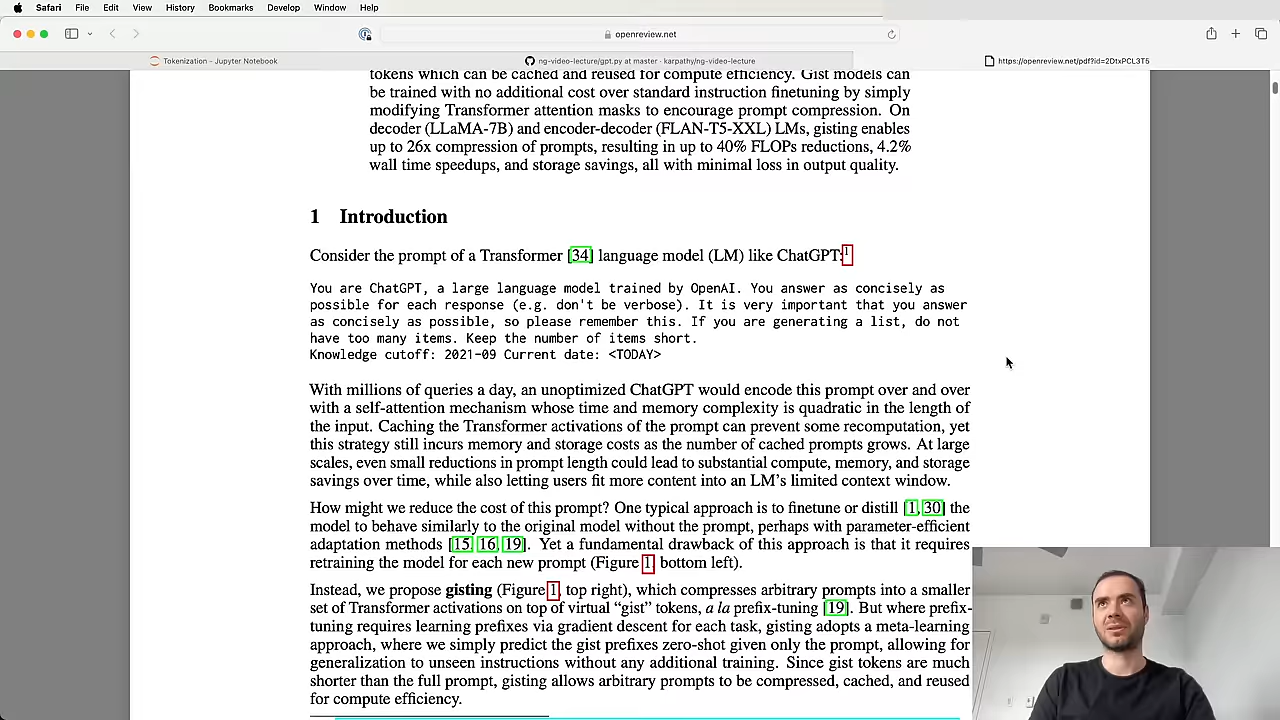 Safari File Edit View History Bookmarks Develop Window Help
openreview.net
Tokenization - Jupyter Notebook
ng-video-lecture/gpt.py at master · karpathy/ng-video-lecture
https://openreview.net/pdf?id=2DtxPCL3T5
tokens which can be cached and reused for compute efficiency. Gist models can
be trained with no additional cost over standard instruction finetuning by simply
modifying Transformer attention masks to encourage prompt compression. On
decoder (LLaMA-7B) and encoder-decoder (FLAN-T5-XXL) LMs, gisting enables
up to 26x compression of prompts, resulting in up to 40% FLOPs reductions, 4.2%
wall time speedups, and storage savings, all with minimal loss in output quality.
1 Introduction
Consider the prompt of a Transformer [34] language model (LM) like ChatGPT:1
You are ChatGPT, a large language model trained by OpenAI. You answer as concisely as
possible for each response (e.g. don't be verbose). It is very important that you answer
as concisely as possible, so please remember this. If you are generating a list, do not
have too many items. Keep the number of items short.
Knowledge cutoff: 2021-09 Current date: <TODAY>
With millions of queries a day, an unoptimized ChatGPT would encode this prompt over and over
with a self-attention mechanism whose time and memory complexity is quadratic in the length of
the input. Caching the Transformer activations of the prompt can prevent some recomputation, yet
this strategy still incurs memory and storage costs as the number of cached prompts grows. At large
scales, even small reductions in prompt length could lead to substantial compute, memory, and storage
savings over time, while also letting users fit more content into an LM's limited context window.
How might we reduce the cost of this prompt? One typical approach is to finetune or distill [1, 30] the
model to behave similarly to the original model without the prompt, perhaps with parameter-efficient
adaptation methods [15, 16, 19]. Yet a fundamental drawback of this approach is that it requires
retraining the model for each new prompt (Figure 1, bottom left).
Instead, we propose gisting (Figure 1, top right), which compresses arbitrary prompts into a smaller
set of Transformer activations on top of virtual “gist” tokens, a la prefix-tuning [19]. But where prefix-
tuning requires learning prefixes via gradient descent for each task, gisting adopts a meta-learning
approach, where we simply predict the gist prefixes zero-shot given only the prompt, allowing for
generalization to unseen instructions without any additional training. Since gist tokens are much
shorter than the full prompt, gisting allows arbitrary prompts to be compressed, cached, and reused
for compute efficiency.